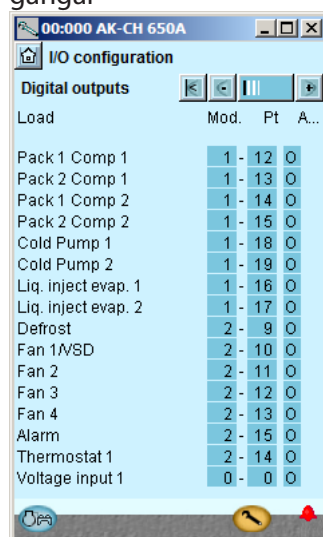 gangar
00:000 AK-CH 650A
I/O configuration
Digital outputs
Load Mod. Pt A...
Pack 1 Comp 1 1 - 12 O
Pack 2 Comp 1 1 - 13 O
Pack 1 Comp 2 1 - 14 O
Pack 2 Comp 2 1 - 15 O
Cold Pump 1 1 - 18 O
Cold Pump 2 1 - 19 O
Liq. inject evap. 1 1 - 16 O
Liq. inject evap. 2 1 - 17 O
Defrost 2 - 9 O
Fan 1/VSD 2 - 10 O
Fan 2 2 - 11 O
Fan 3 2 - 12 O
Fan 4 2 - 13 O
Alarm 2 - 15 O
Thermostat 1 2 - 14 O
Voltage input 1 0 - 0 O